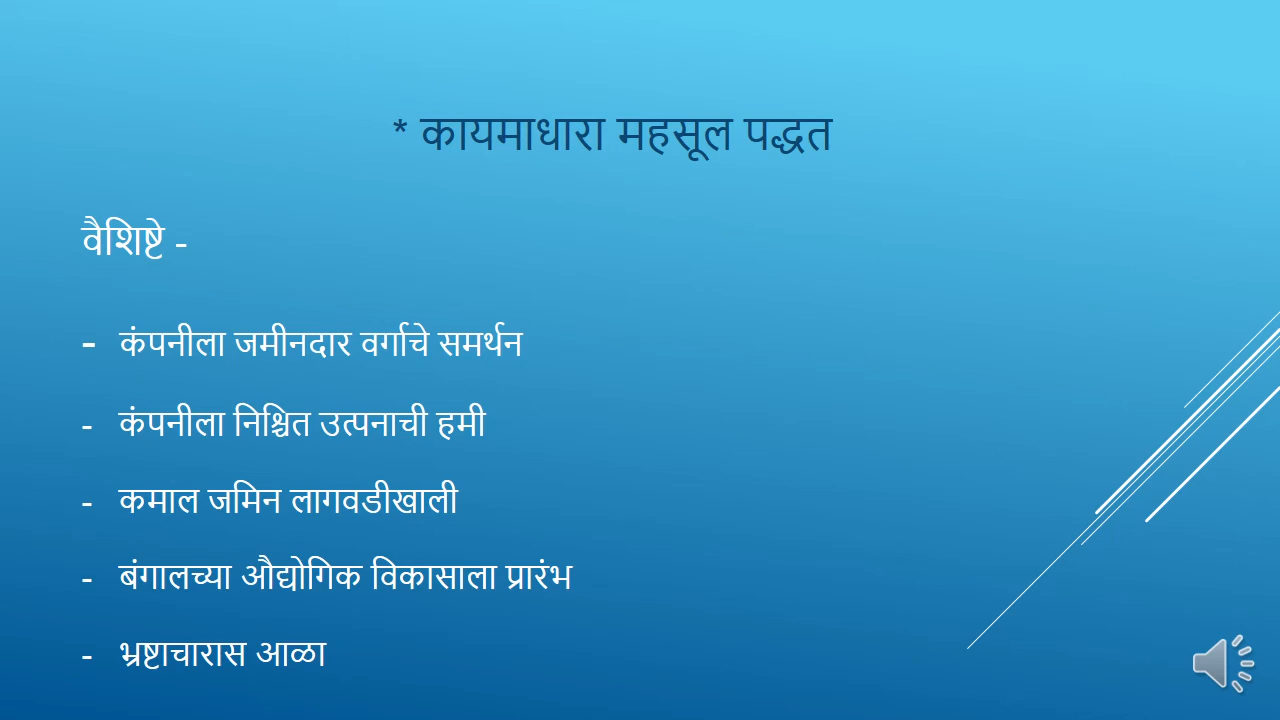 * कायमाधारा महसूल पद्धत
वैशिष्टे -
- कंपनीला जमीनदार वर्गाचे समर्थन
- कंपनीला निश्चित उत्पनाची हमी
- कमाल जमिन लागवडीखाली
- बंगालच्या औद्योगिक विकासाला प्रारंभ
- भ्रष्टाचारास आळा